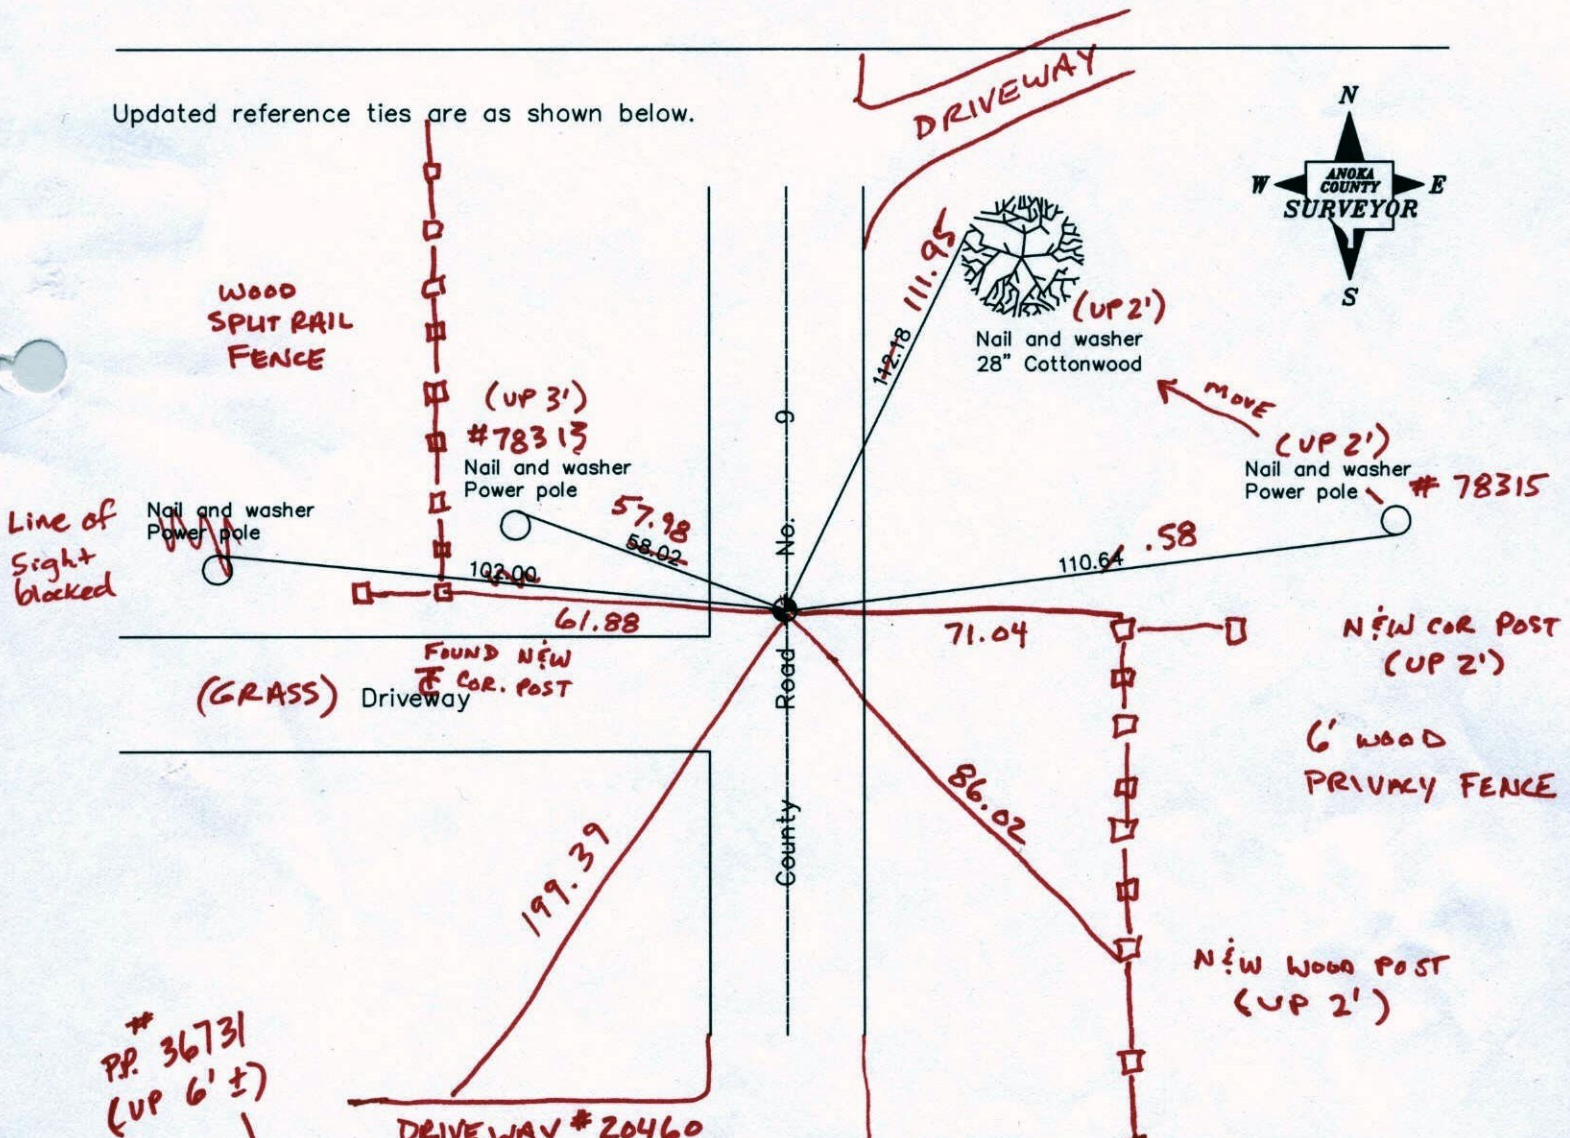 DRIVEWAY
Updated reference ties are as shown below.
N
W
ANOKA
COUNTY
E
SURVEYOR
S
WOOD
SPLIT RAIL
FENCE
111.95
112.18
(UP 2')
Nail and washer
28" Cottonwood
MOVE
(UP 3')
#78313
Nail and washer
Power pole
(UP 2')
Nail and washer
Power pole
# 78315
Line of
Sight
blocked
Nail and washer
Power pole
57.98
58.02
102.00
110.64
.58
61.88
71.04
County Road No. 9
FOUND N&W
COR. POST
(GRASS) Driveway
N&W COR POST
(UP 2')
6' WOOD
PRIVACY FENCE
86.02
199.39
N&W WOOD POST
(UP 2')
P.P. # 36731
(UP 6' ±)
DRIVEWAY # 20460